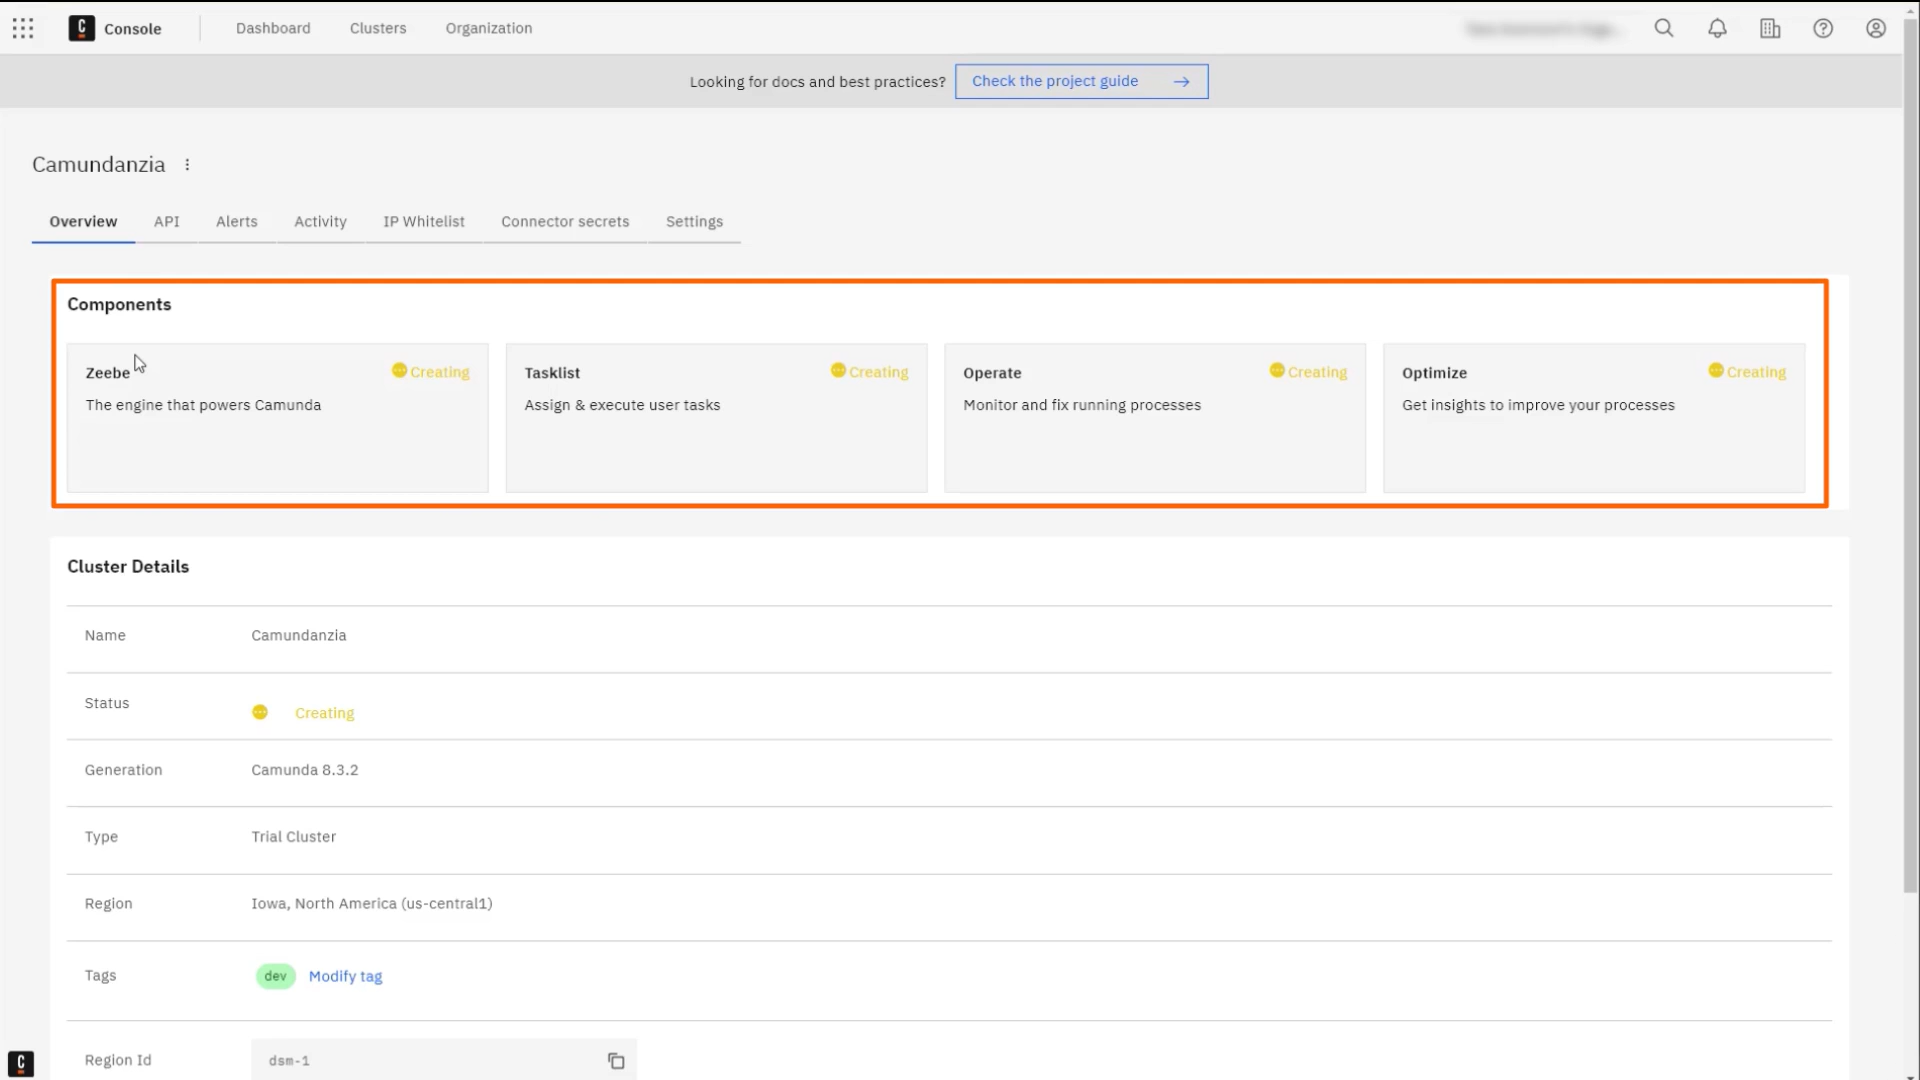 Console Dashboard Clusters Organization
Looking for docs and best practices? Check the project guide
Camundanzia
Overview API Alerts Activity IP Whitelist Connector secrets Settings
Components
Zeebe Creating
The engine that powers Camunda
Tasklist Creating
Assign & execute user tasks
Operate Creating
Monitor and fix running processes
Optimize Creating
Get insights to improve your processes
Cluster Details
Name Camundanzia
Status Creating
Generation Camunda 8.3.2
Type Trial Cluster
Region Iowa, North America (us-central1)
Tags dev Modify tag
Region Id dsm-1